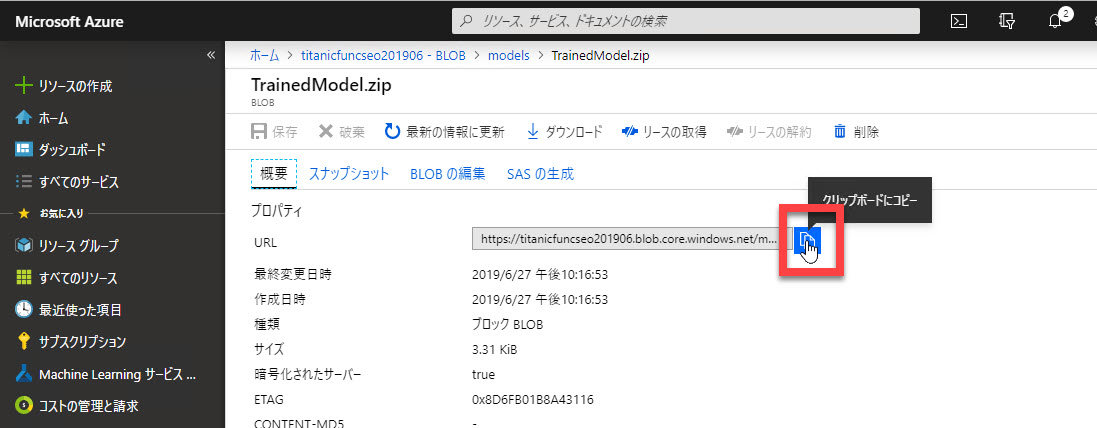 Microsoft Azure
リソース、サービス、ドキュメントの検索
2
«
リソースの作成
ホーム
ダッシュボード
すべてのサービス
お気に入り
リソース グループ
すべてのリソース
最近使った項目
サブスクリプション
Machine Learning サービス ...
コストの管理と請求
ホーム > titanicfuncseo201906 - BLOB > models > TrainedModel.zip
TrainedModel.zip
BLOB
保存 破棄 最新の情報に更新 ダウンロード リースの取得 リースの解約 削除
概要 スナップショット BLOB の編集 SAS の生成
クリップボードにコピー
プロパティ
URL https://titanicfuncseo201906.blob.core.windows.net/m...
最終変更日時 2019/6/27 午後10:16:53
作成日時 2019/6/27 午後10:16:53
種類 ブロック BLOB
サイズ 3.31 KiB
暗号化されたサーバー true
ETAG 0x8D6FB01B8A43116
CONTENT-MD5 -